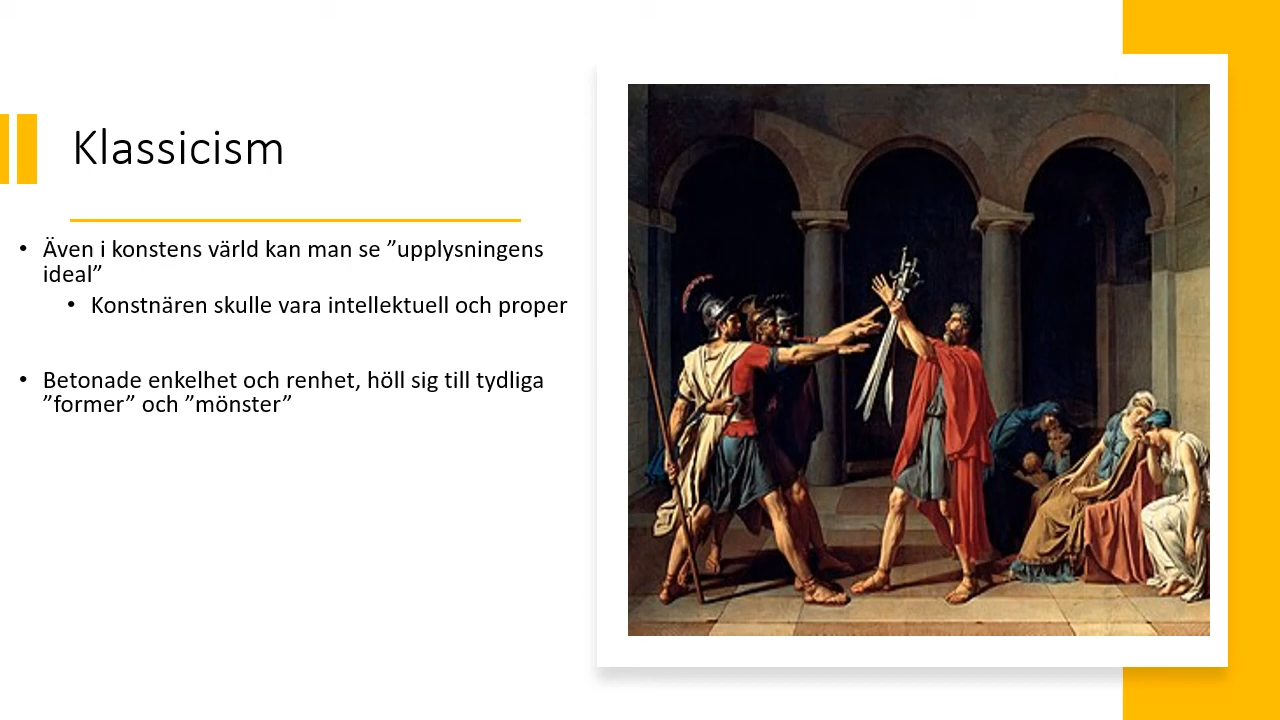 Klassicism
• Även i konstens värld kan man se ”upplysningens
ideal”
• Konstnären skulle vara intellektuell och proper
• Betonade enkelhet och renhet, höll sig till tydliga
”former” och ”mönster”